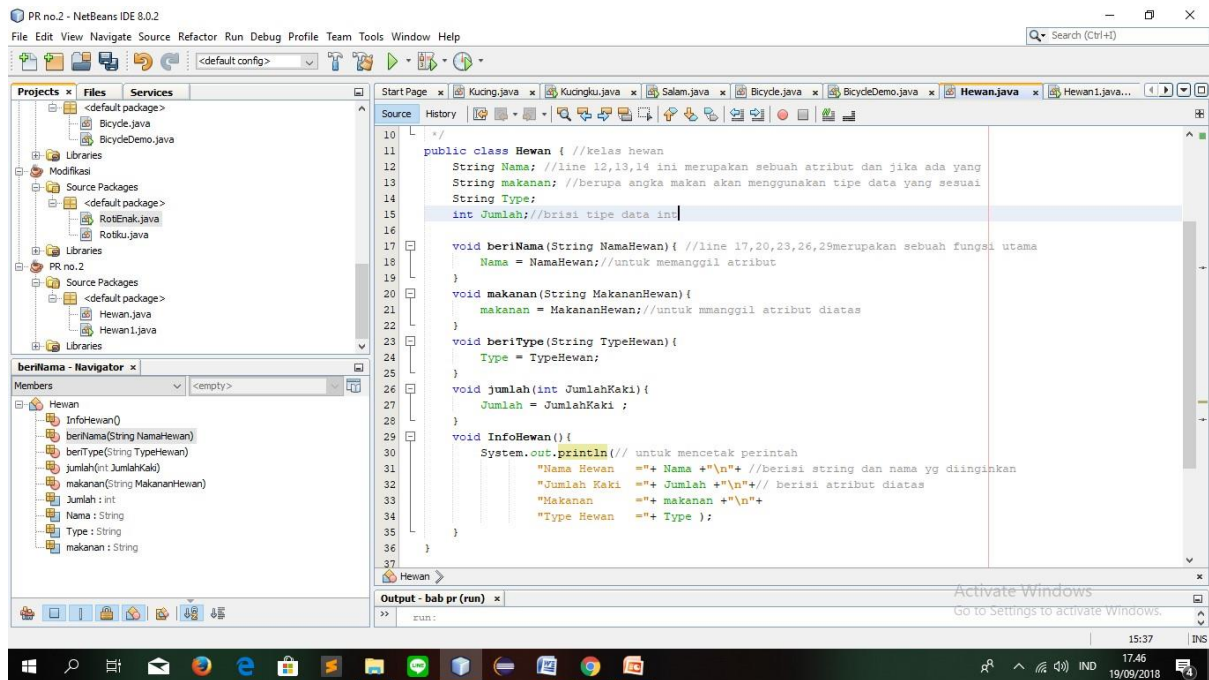 PR no.2 - NetBeans IDE 8.0.2
File Edit View Navigate Source Refactor Run Debug Profile Team Tools Window Help
Search (Ctrl+I)
<default config>
Projects Files Services
<default package>
Bicycle.java
BicycleDemo.java
Libraries
Modifikasi
Source Packages
<default package>
RotiEnak.java
Rotiku.java
Libraries
PR no.2
Source Packages
<default package>
Hewan.java
Hewan1.java
Libraries
beriNama - Navigator
Members <empty>
Hewan
InfoHewan()
beriNama(String NamaHewan)
beriType(String TypeHewan)
jumlah(int JumlahKaki)
makanan(String MakananHewan)
Jumlah : int
Nama : String
Type : String
makanan : String
Start Page Kucing.java Kucingku.java Salam.java Bicycle.java BicycleDemo.java Hewan.java Hewan1.java...
Source History
10 */
11 public class Hewan { //kelas hewan
12 String Nama; //line 12,13,14 ini merupakan sebuah atribut dan jika ada yang
13 String makanan; //berupa angka makan akan menggunakan tipe data yang sesuai
14 String Type;
15 int Jumlah;//brisi tipe data int
16
17 void beriNama(String NamaHewan){ //line 17,20,23,26,29merupakan sebuah fungsi utama
18 Nama = NamaHewan;//untuk memanggil atribut
19 }
20 void makanan(String MakananHewan){
21 makanan = MakananHewan;//untuk mmanggil atribut diatas
22 }
23 void beriType(String TypeHewan){
24 Type = TypeHewan;
25 }
26 void jumlah(int JumlahKaki){
27 Jumlah = JumlahKaki ;
28 }
29 void InfoHewan(){
30 System.out.println(// untuk mencetak perintah
31 "Nama Hewan ="+ Nama +"\n"+ //berisi string dan nama yg diinginkan
32 "Jumlah Kaki ="+ Jumlah +"\n"+// berisi atribut diatas
33 "Makanan ="+ makanan +"\n"+
34 "Type Hewan ="+ Type );
35 }
36 }
37
Hewan
Output - bab pr (run)
run:
Activate Windows
Go to Settings to activate Windows.
15:37 INS
IND
17.46
19/09/2018
4